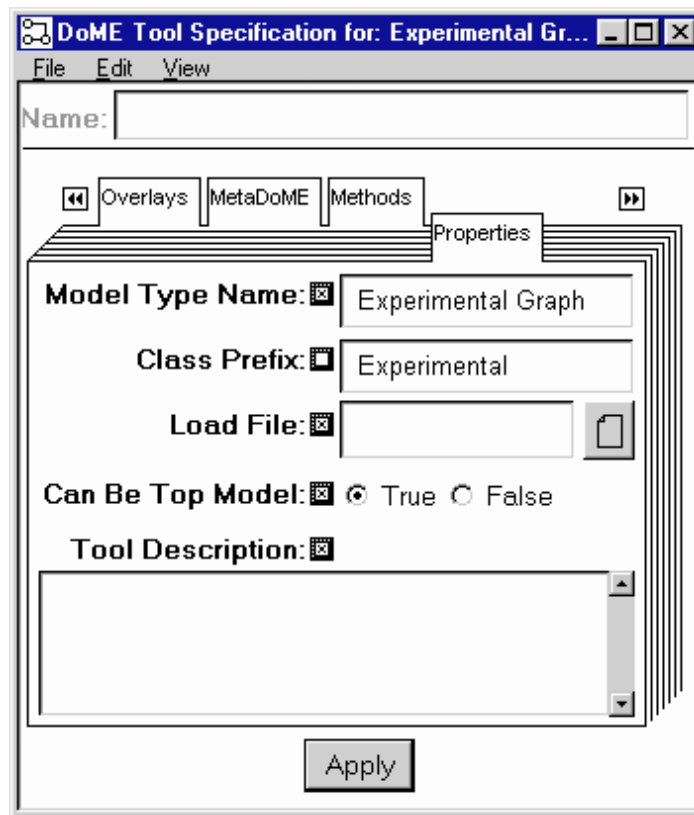 DoME Tool Specification for: Experimental Gr...
File Edit View
Name:
Overlays MetaDoME Methods
Properties
Model Type Name: Experimental Graph
Class Prefix: Experimental
Load File:
Can Be Top Model: True False
Tool Description:
Apply